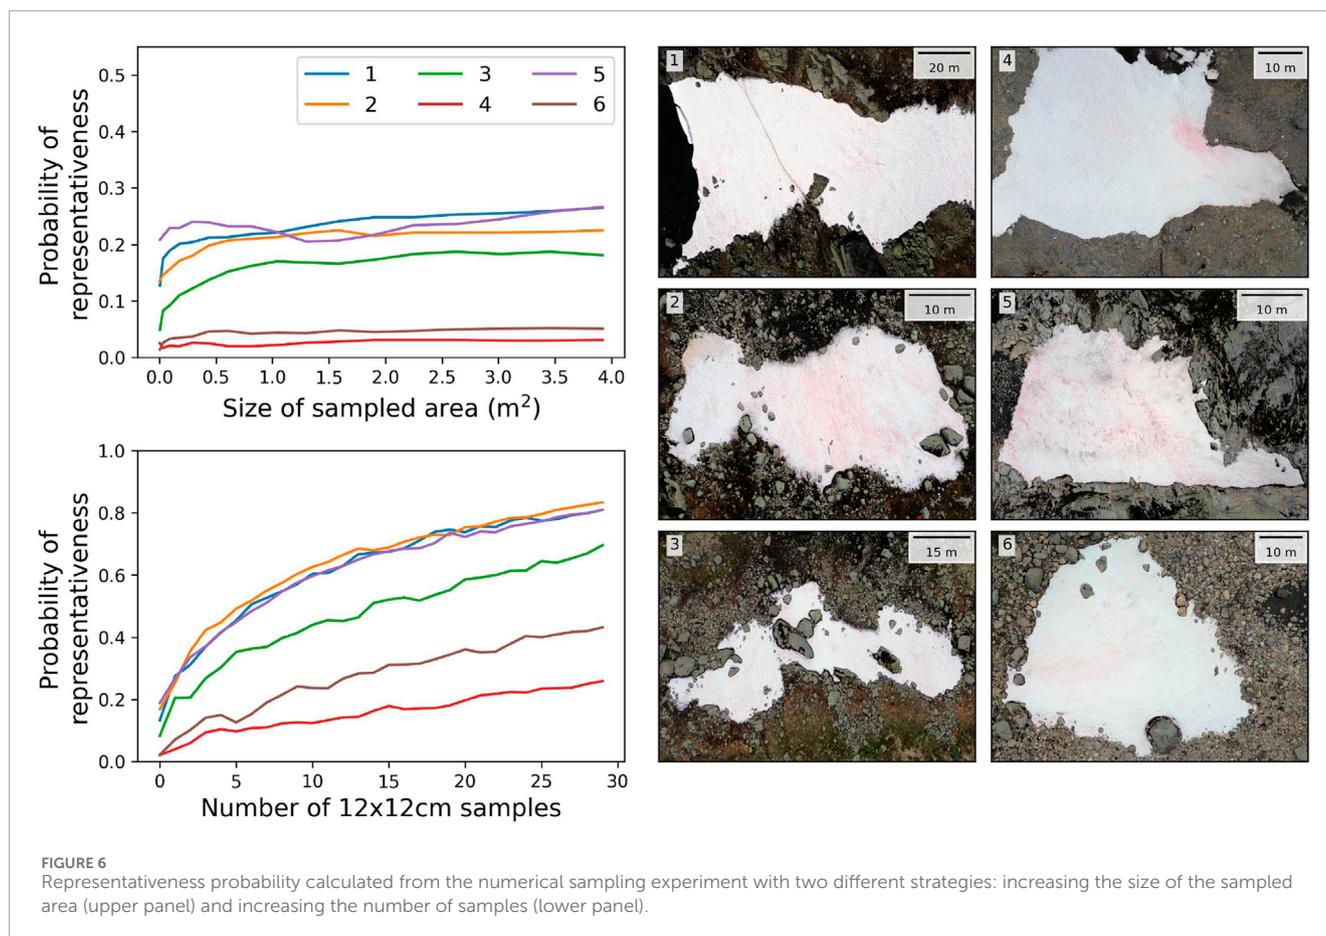 0.5
0.4
0.3
0.2
0.1
0.0
Probability of
representativeness
1 3 5
2 4 6
0.0 0.5 1.0 1.5 2.0 2.5 3.0 3.5 4.0
Size of sampled area (m²)
1.0
0.8
0.6
0.4
0.2
0.0
Probability of
representativeness
0 5 10 15 20 25 30
Number of 12x12cm samples
1
20 m
4
10 m
2
10 m
5
10 m
3
15 m
6
10 m
FIGURE 6
Representativeness probability calculated from the numerical sampling experiment with two different strategies: increasing the size of the sampled
area (upper panel) and increasing the number of samples (lower panel).